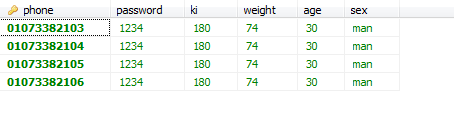 phone password ki weight age sex
01073382103 1234 180 74 30 man
01073382104 1234 180 74 30 man
01073382105 1234 180 74 30 man
01073382106 1234 180 74 30 man